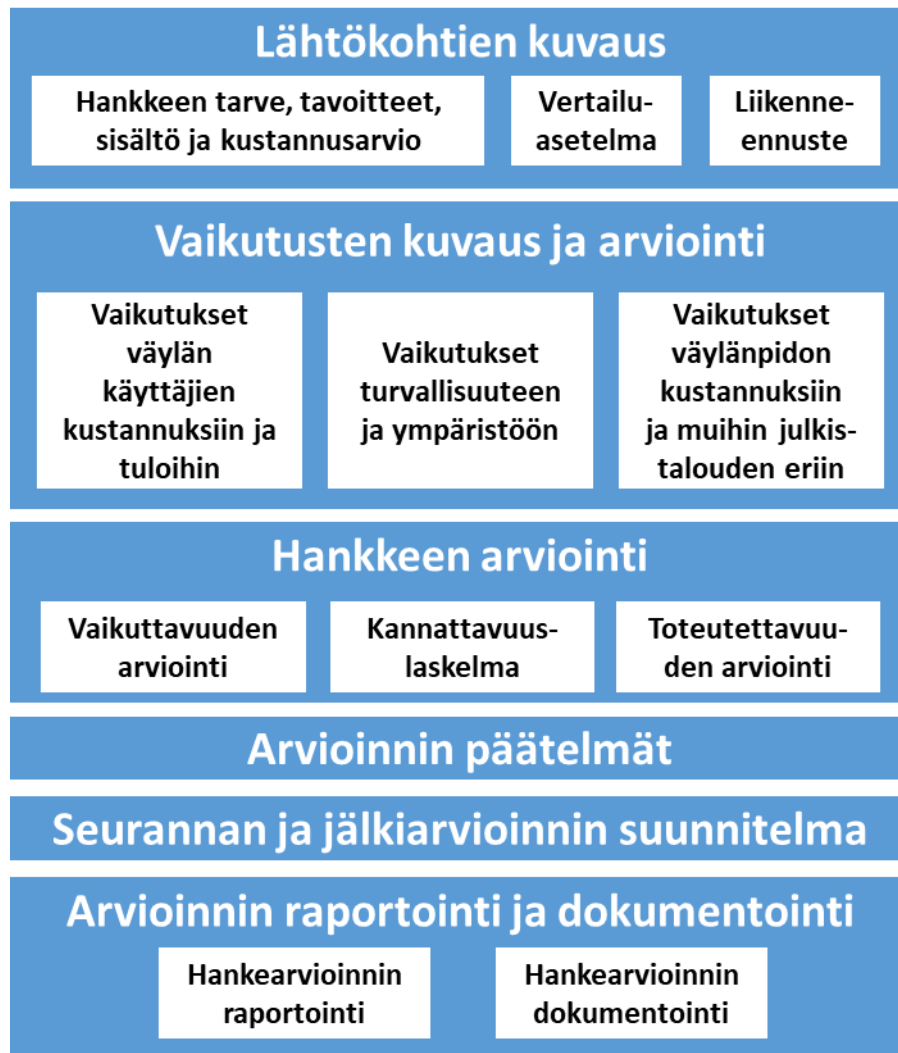 Lähtökohtien kuvaus
Hankkeen tarve, tavoitteet,
sisältö ja kustannusarvio
Vertailu-
asetelma
Liikenne-
ennuste
Vaikutusten kuvaus ja arviointi
Vaikutukset
väylän
käyttäjien
kustannuksiin ja
tuloihin
Vaikutukset
turvallisuuteen
ja ympäristöön
Vaikutukset
väylänpidon
kustannuksiin
ja muihin julkis-
talouden eriin
Hankkeen arviointi
Vaikuttavuuden
arviointi
Kannattavuus-
laskelma
Toteutettavuu-
den arviointi
Arvioinnin päätelmät
Seurannan ja jälkiarvioinnin suunnitelma
Arvioinnin raportointi ja dokumentointi
Hankearvioinnin
raportointi
Hankearvioinnin
dokumentointi